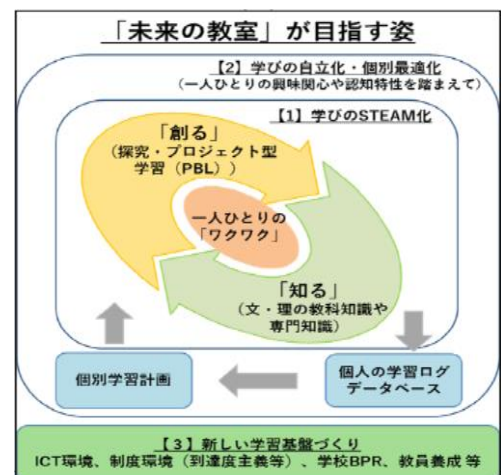 「未来の教室」が目指す姿
【2】学びの自立化・個別最適化
（一人ひとりの興味関心や認知特性を踏まえて）
【1】学びのSTEAM化
「創る」
（探究・プロジェクト型
学習（PBL））
一人ひとりの
「ワクワク」
「知る」
（文・理の教科知識や
専門知識）
個別学習計画
個人の学習ログ
データベース
【3】新しい学習基盤づくり
ICT環境、制度環境（到達度主義等）、学校BPR、教員養成 等